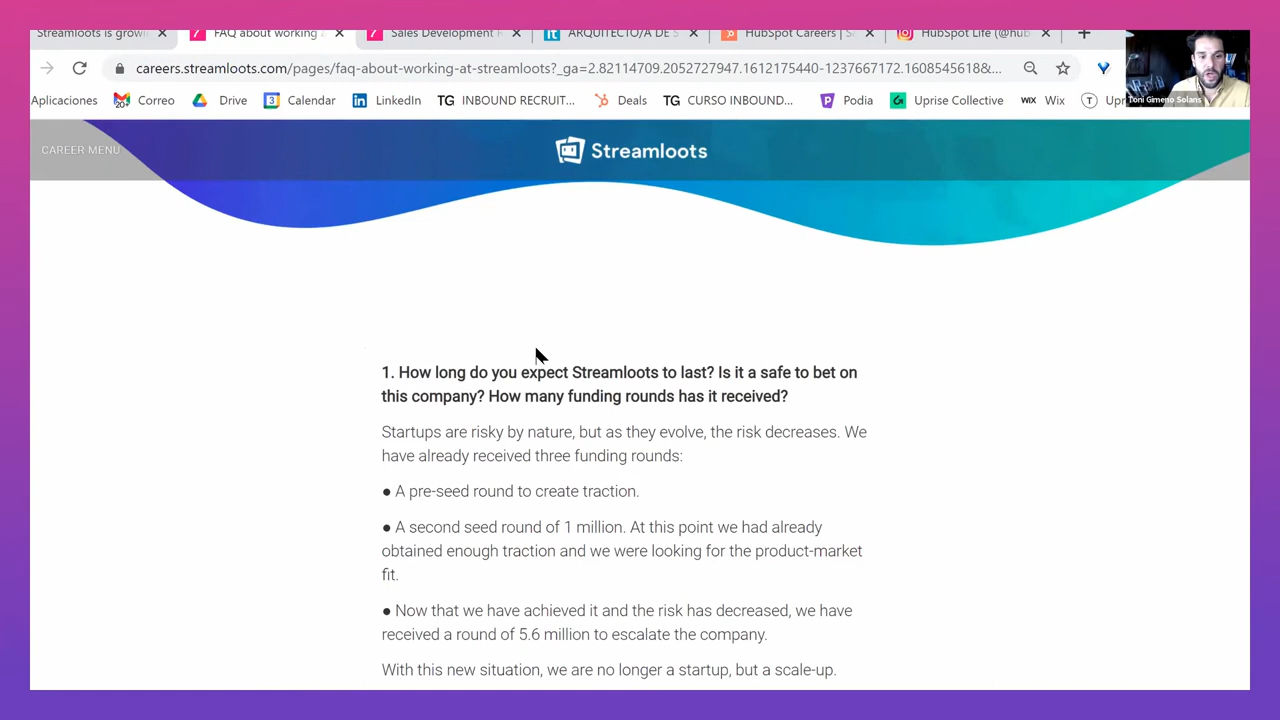 Streamloots is grow
FAQ about working a
Sales Development R
ARQUITECTO/A DE S
HubSpot Careers | S
HubSpot Life (@hub
careers.streamloots.com/pages/faq-about-working-at-streamloots?_ga=2.82114709.2052727947.1612175440-1237667172.1608545618&...
Aplicaciones
Correo
Drive
Calendar
LinkedIn
TG INBOUND RECRUIT...
Deals
TG CURSO INBOUND...
Podia
Uprise Collective
WIX Wix
Toni Gimeno Solans
CAREER MENU
Streamloots
1. How long do you expect Streamloots to last? Is it a safe to bet on
this company? How many funding rounds has it received?
Startups are risky by nature, but as they evolve, the risk decreases. We
have already received three funding rounds:
● A pre-seed round to create traction.
● A second seed round of 1 million. At this point we had already
obtained enough traction and we were looking for the product-market
fit.
● Now that we have achieved it and the risk has decreased, we have
received a round of 5.6 million to escalate the company.
With this new situation, we are no longer a startup, but a scale-up.